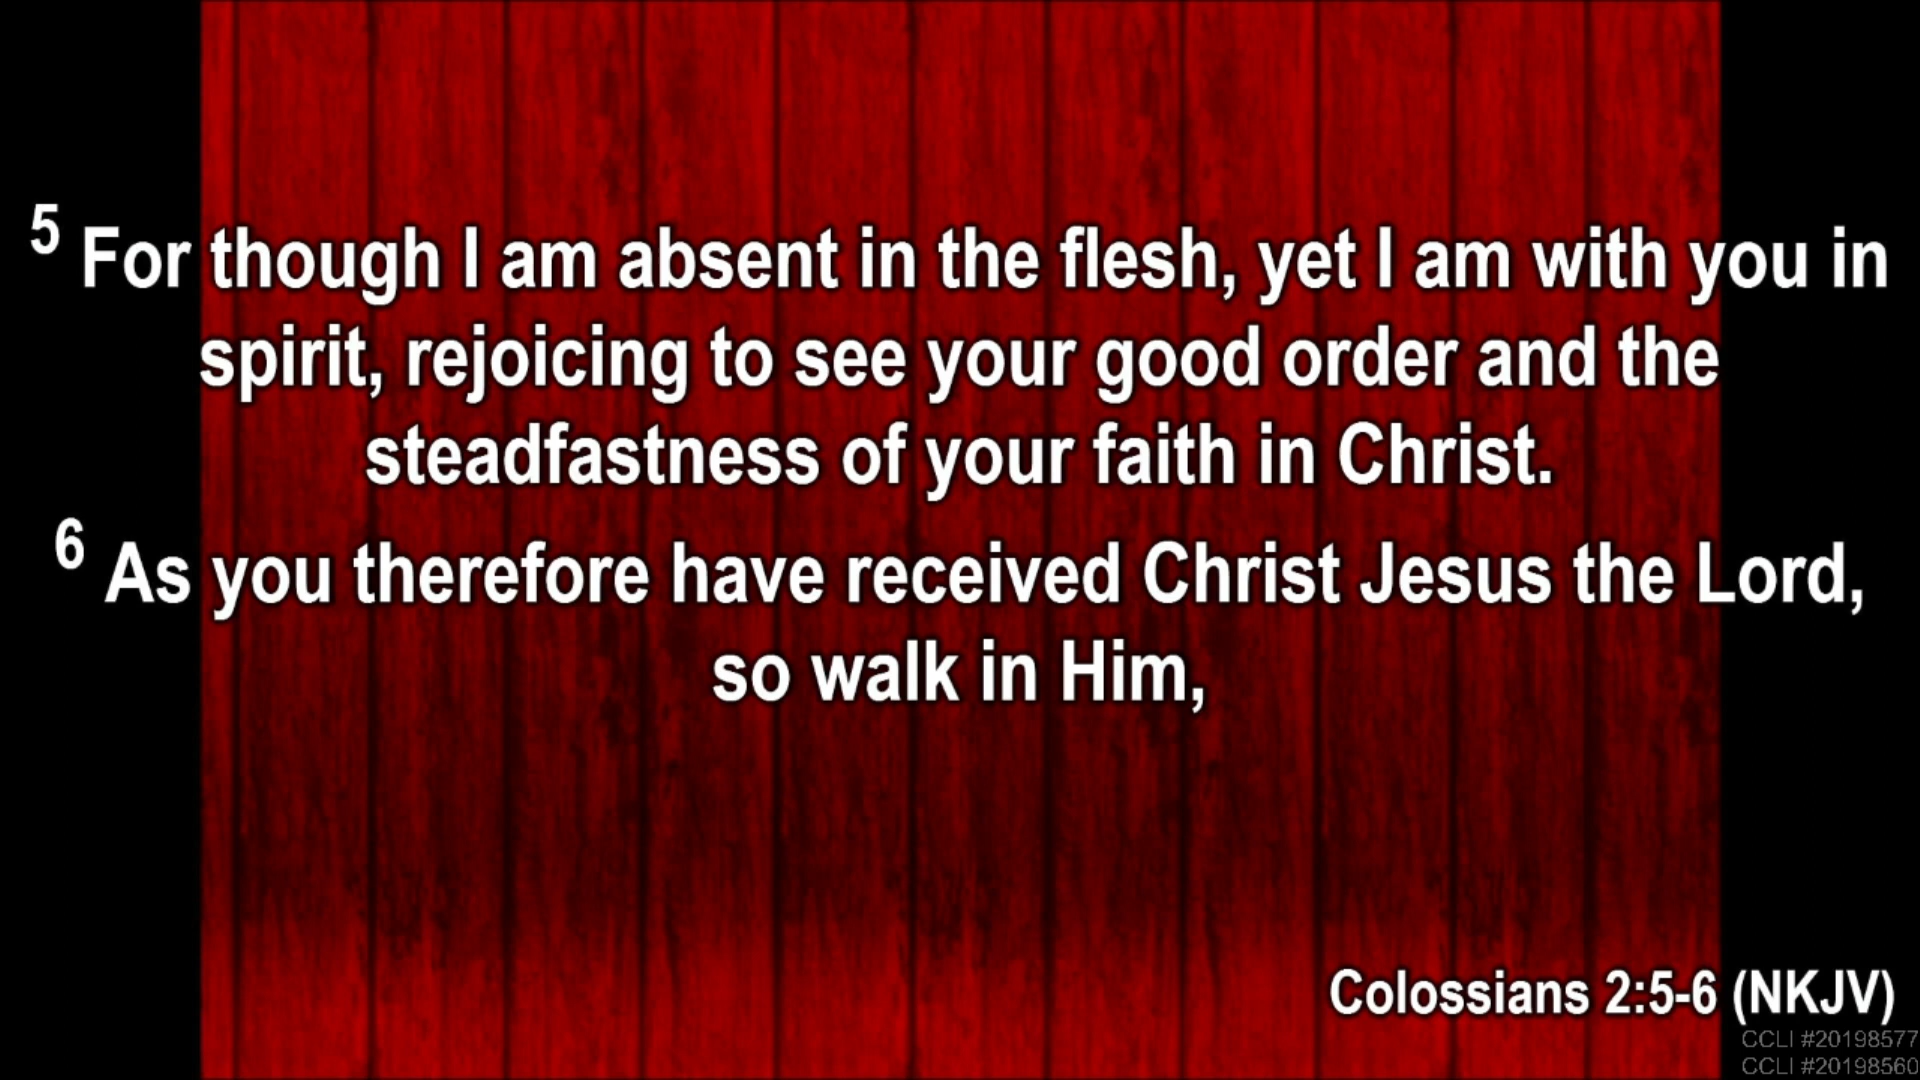 5 For though I am absent in the flesh, yet I am with you in
spirit, rejoicing to see your good order and the
steadfastness of your faith in Christ.
6 As you therefore have received Christ Jesus the Lord,
so walk in Him,
Colossians 2:5-6 (NKJV)
CCLI #20198577
CCLI #20198560